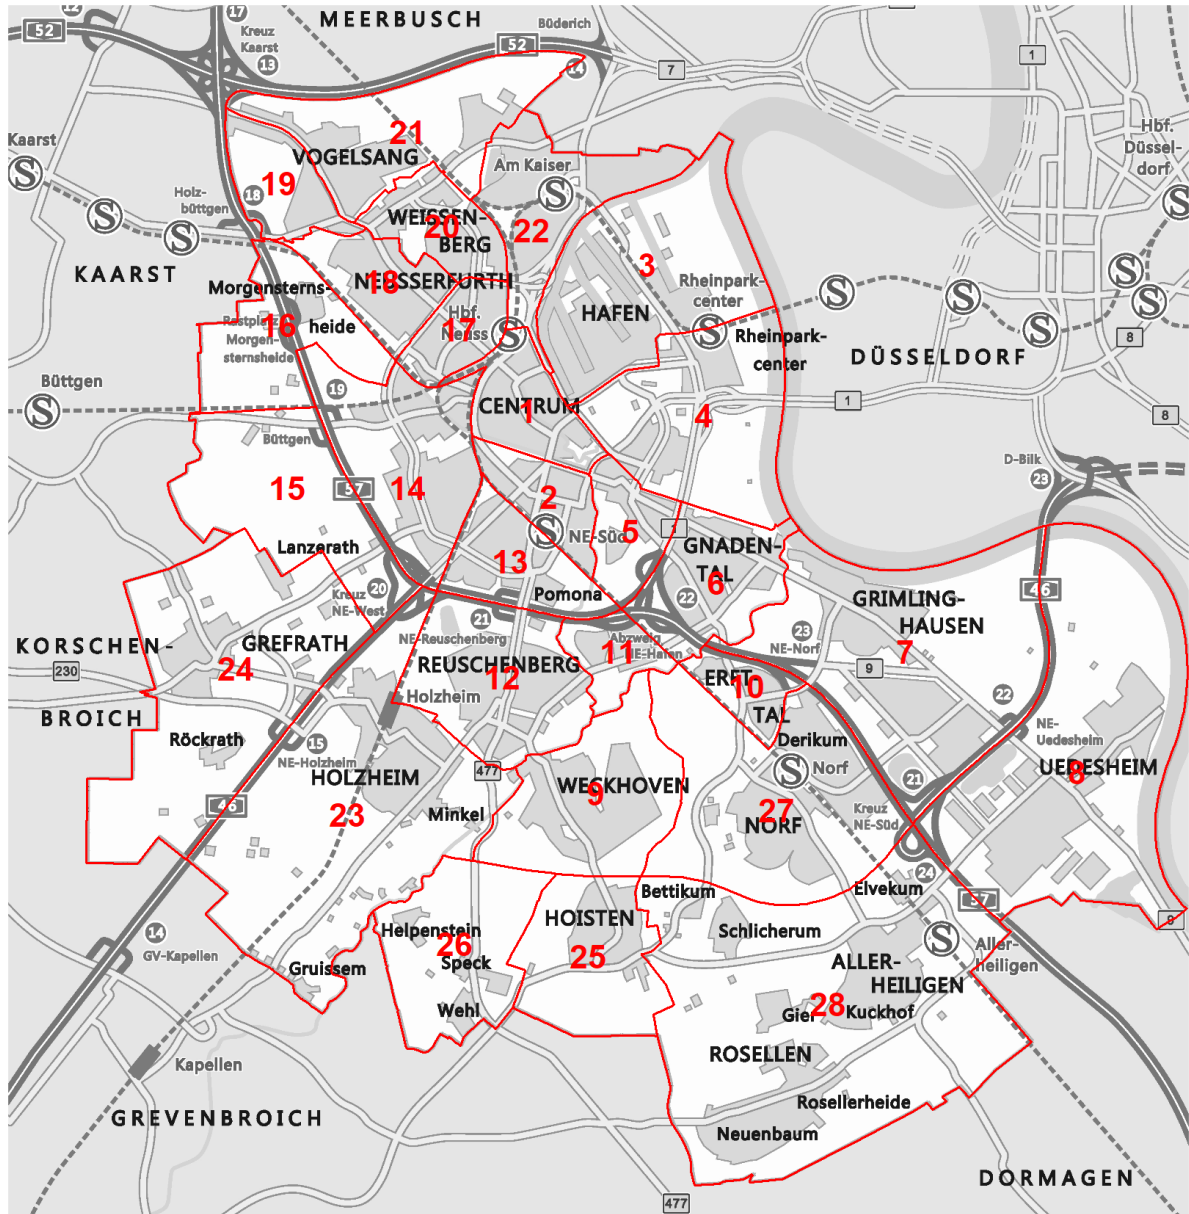 12
17
MEERBUSCH
Büderich
52
Kreuz
Kaarst
13
52
14
7
1
21
Kaarst
S
VOGELSANG
Am Kaiser
Hbf.
Düssel-
dorf
19
18
Holz-
büttgen
S
S
S
S
WEISSEN-
20
BERG
22
KAARST
3
S
Morgensterns-
heide
NEUSSERFURTH
18
Rheinpark-
center
S
S
S
S
Rastplatz
Morgen-
sternsheide
16
Hbf.
Neuss
17
S
HAFEN
S
Rheinpark-
center
S
8
DÜSSELDORF
Büttgen
S
19
CENTRUM
1
4
1
8
Büttgen
D-Bilk
23
15
57
14
2
S
NE-Süd
5
1
GNADEN-
TAL
6
Lanzerath
13
Pomona
22
46
Kreuz
NE-West
20
21
NE-Reuschenberg
GRIMLING-
HAUSEN
7
KORSCHEN-
BROICH
230
GREFRATH
24
REUSCHENBERG
12
Abzweig
NE-Hafen
11
23
NE-Norf
9
ERFT-
10
TAL
Holzheim
22
NE-
Uedesheim
Röckrath
15
NE-Holzheim
HOLZHEIM
477
Derikum
S
Norf
UEDESHEIM
8
WECKHOVEN
9
21
46
23
Minkel
27
NORF
Kreuz
NE-Süd
24
Bettikum
Elvekum
57
9
14
GV-Kapellen
Helpenstein
26
Speck
HOISTEN
25
Schlicherum
S
Aller-
heiligen
Gruissem
ALLER-
HEILIGEN
Wehl
Gier
28
Kuckhof
Kapellen
ROSELLEN
GREVENBROICH
Rosellerheide
Neuenbaum
DORMAGEN
477